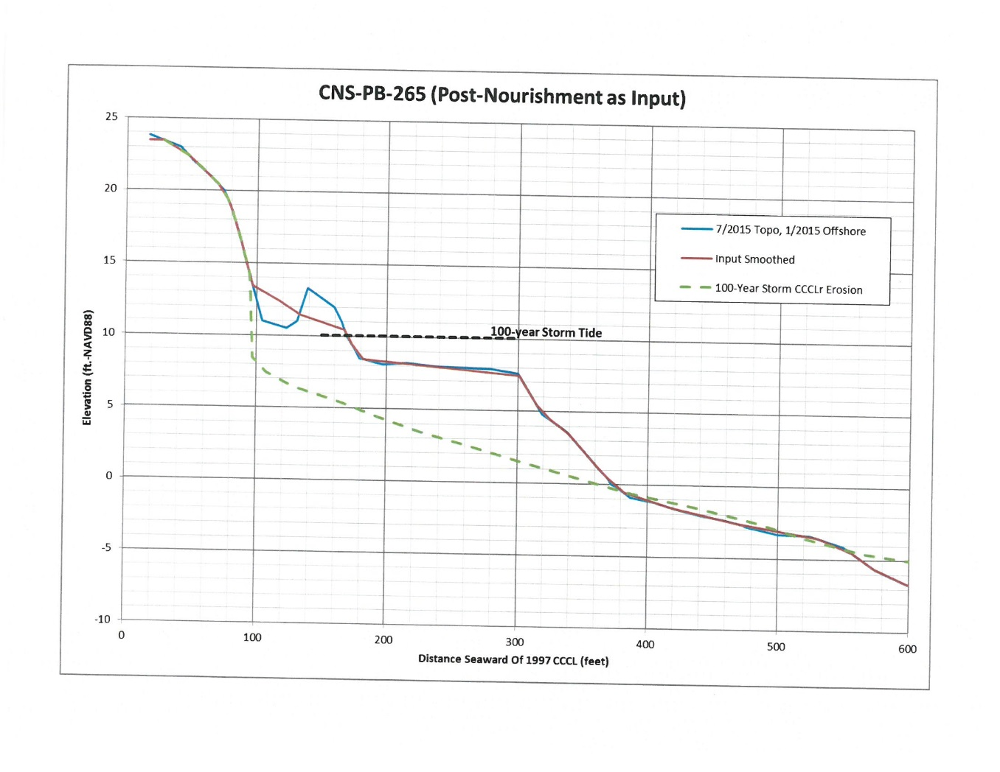 CNS-PB-265 (Post-Nourishment as Input)
25
20
15
10
5
0
-5
-10
Elevation (ft.-NAVD88)
7/2015 Topo, 1/2015 Offshore
Input Smoothed
100-Year Storm CCCLr Erosion
100-year Storm Tide
0
100
200
300
400
500
600
Distance Seaward Of 1997 CCCL (feet)